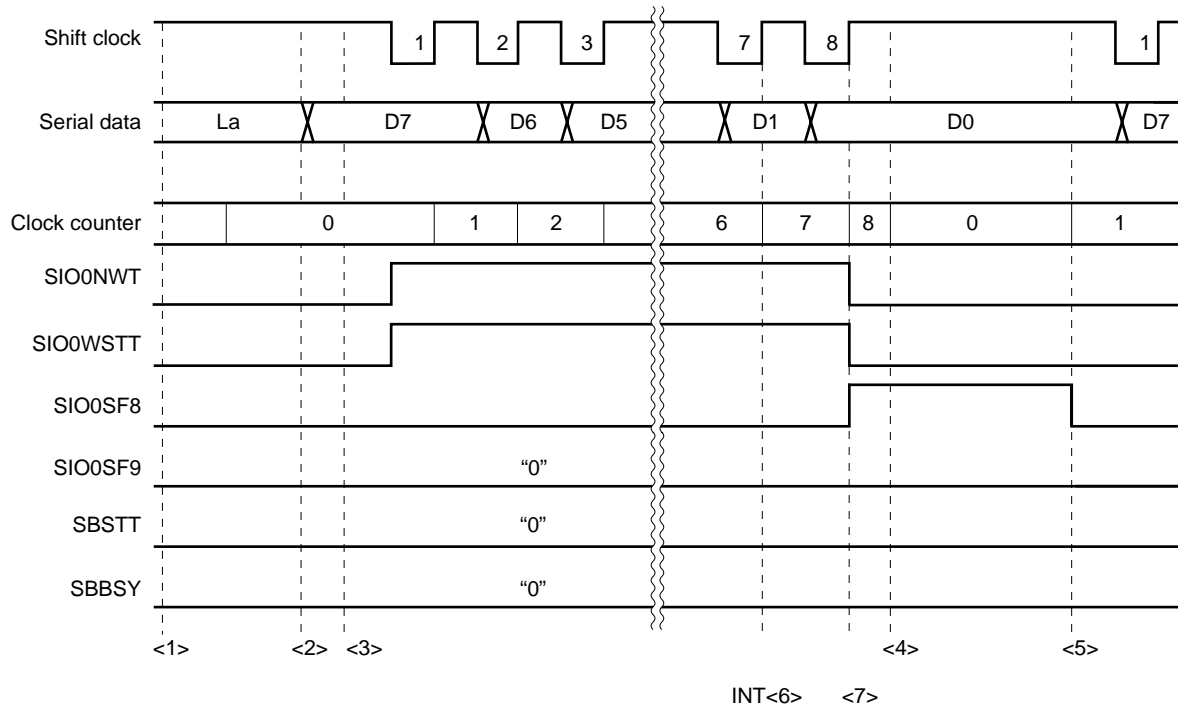 Shift clock 1 2 3 7 8 1
Serial data La D7 D6 D5 D1 D0 D7
Clock counter 0 1 2 6 7 8 0 1
SIO0NWT
SIO0WSTT
SIO0SF8
SIO0SF9 “0”
SBSTT “0”
SBBSY “0”
<1> <2> <3> <4> <5>
INT<6> <7>